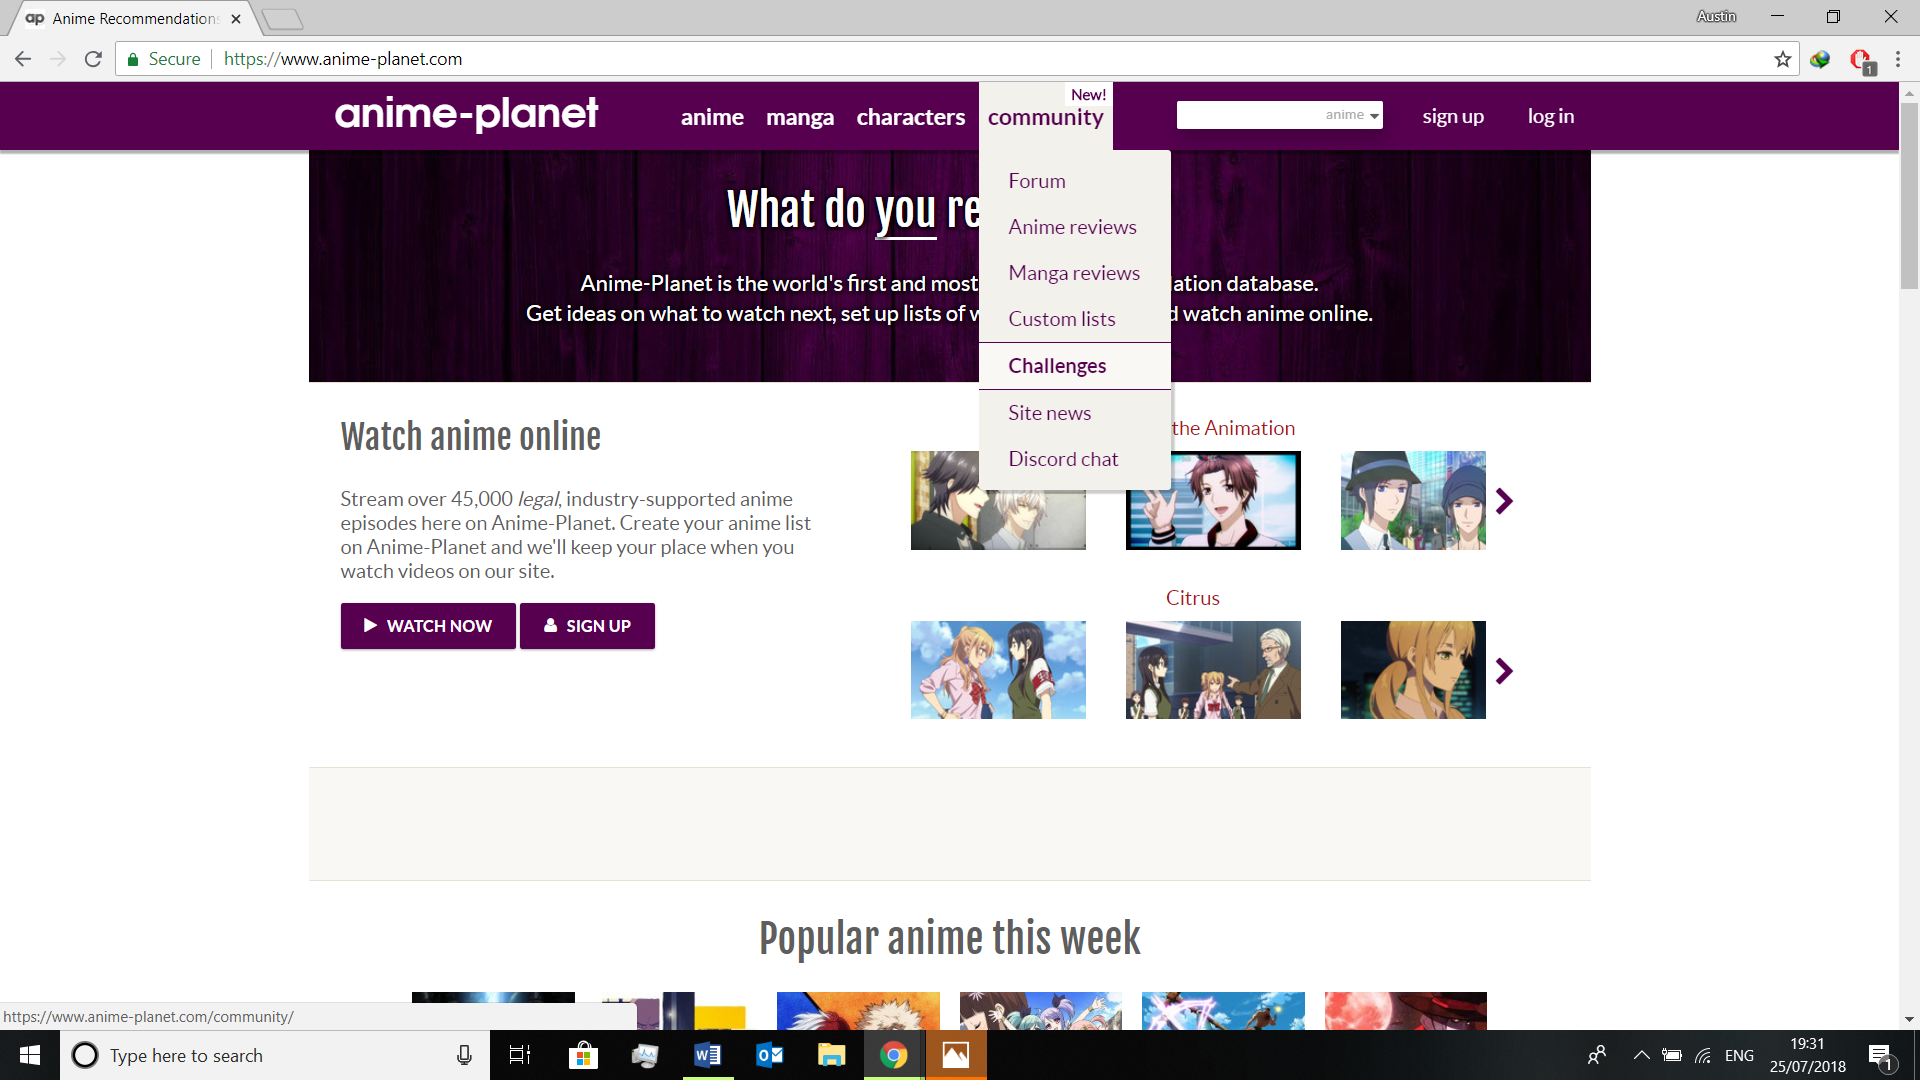 ap Anime Recommendations
Austin
Secure https://www.anime-planet.com
1
New!
anime-planet anime manga characters community anime sign up log in
Forum
Anime reviews
Manga reviews
Custom lists
Challenges
Site news
Discord chat
What do you re
Anime-Planet is the world's first and most ation database.
Get ideas on what to watch next, set up lists of d watch anime online.
Watch anime online
Stream over 45,000 legal, industry-supported anime
episodes here on Anime-Planet. Create your anime list
on Anime-Planet and we'll keep your place when you
watch videos on our site.
WATCH NOW SIGN UP
the Animation
Citrus
Popular anime this week
https://www.anime-planet.com/community/
Type here to search
ENG
19:31
25/07/2018
1